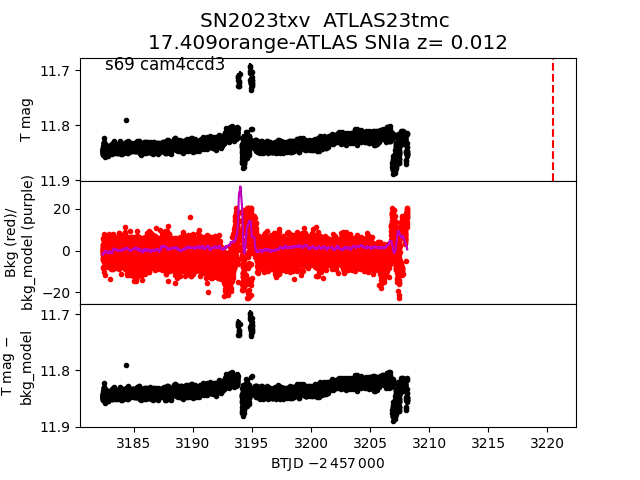 SN2023txv  ATLAS23tmc
17.409orange-ATLAS SNIa z= 0.012
s69 cam4ccd3
11.7
11.8
11.9
T mag
20
0
−20
Bkg (red)/
bkg_model (purple)
11.7
11.8
11.9
T mag −
bkg_model
3185 3190 3195 3200 3205 3210 3215 3220
BTJD −2 457 000